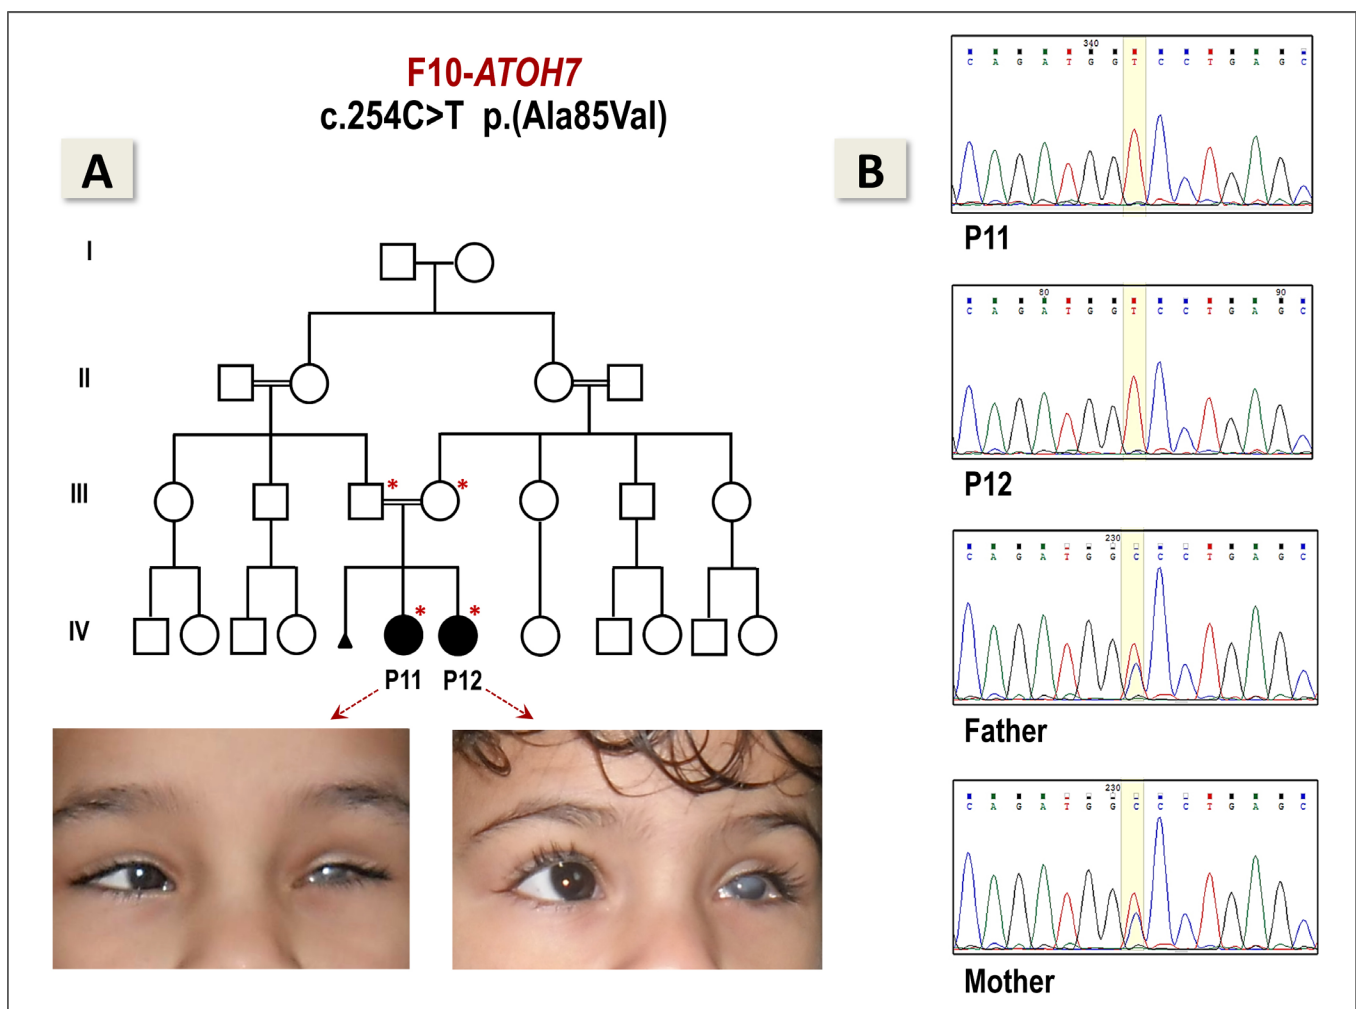 F10-ATOH7
c.254C>T p.(Ala85Val)
A
I
II
III
* *
IV
* *
P11 P12
B
340
C A G A T G G T C C T G A G C
P11
80 90
C A G A T G G T C C T G A G C
P12
230
C A G A T G G C C C T G A G C
Father
230
C A G A T G G C C C T G A G C
Mother